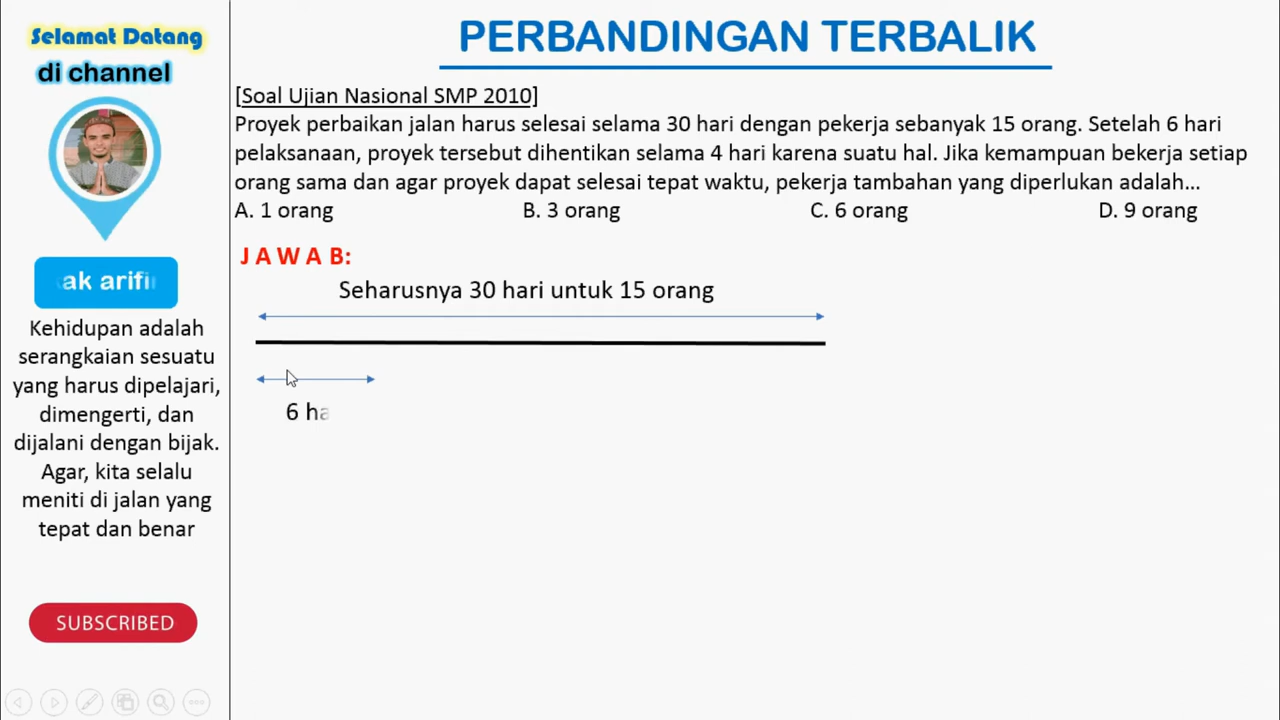 Selamat Datang
di channel
ak arifi
Kehidupan adalah
serangkaian sesuatu
yang harus dipelajari,
dimengerti, dan
dijalani dengan bijak.
Agar, kita selalu
meniti di jalan yang
tepat dan benar
SUBSCRIBED
PERBANDINGAN TERBALIK
[Soal Ujian Nasional SMP 2010]
Proyek perbaikan jalan harus selesai selama 30 hari dengan pekerja sebanyak 15 orang. Setelah 6 hari
pelaksanaan, proyek tersebut dihentikan selama 4 hari karena suatu hal. Jika kemampuan bekerja setiap
orang sama dan agar proyek dapat selesai tepat waktu, pekerja tambahan yang diperlukan adalah...
A. 1 orang B. 3 orang C. 6 orang D. 9 orang
J A W A B:
Seharusnya 30 hari untuk 15 orang
6 ha